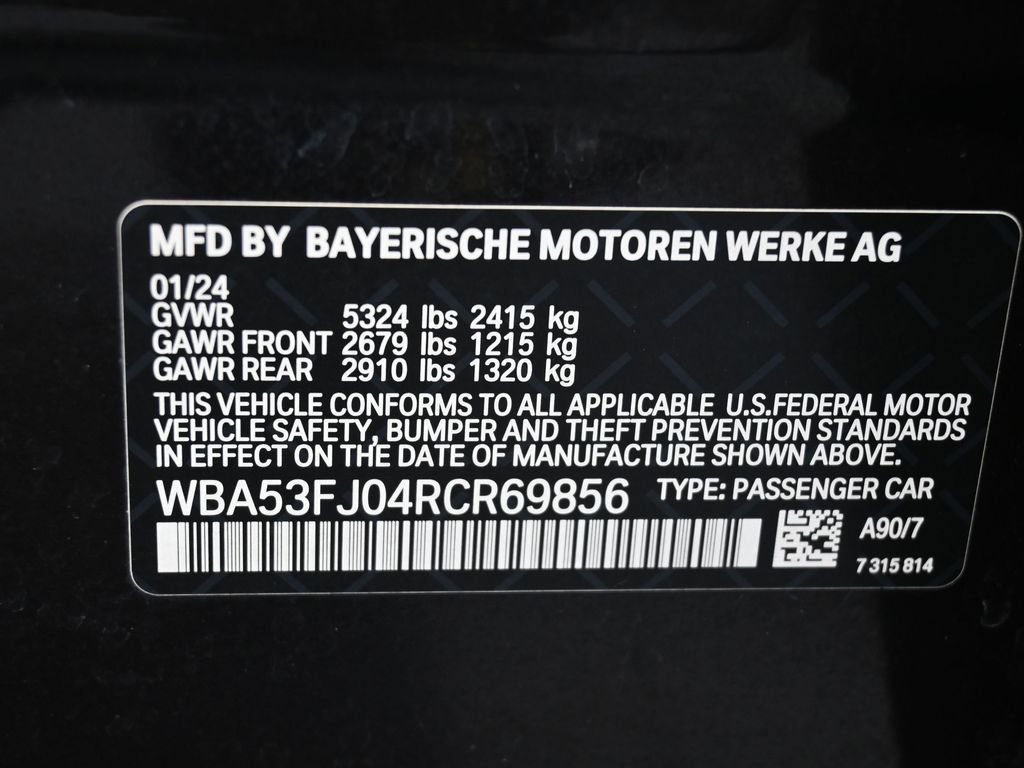 MFD BY BAYERISCHE MOTOREN WERKE AG
01/24
GVWR 5324 lbs 2415 kg
GAWR FRONT 2679 lbs 1215 kg
GAWR REAR 2910 lbs 1320 kg
THIS VEHICLE CONFORMS TO ALL APPLICABLE U.S.FEDERAL MOTOR
VEHICLE SAFETY, BUMPER AND THEFT PREVENTION STANDARDS
IN EFFECT ON THE DATE OF MANUFACTURE SHOWN ABOVE.
WBA53FJ04RCR69856 TYPE: PASSENGER CAR
A90/7
7 315 814